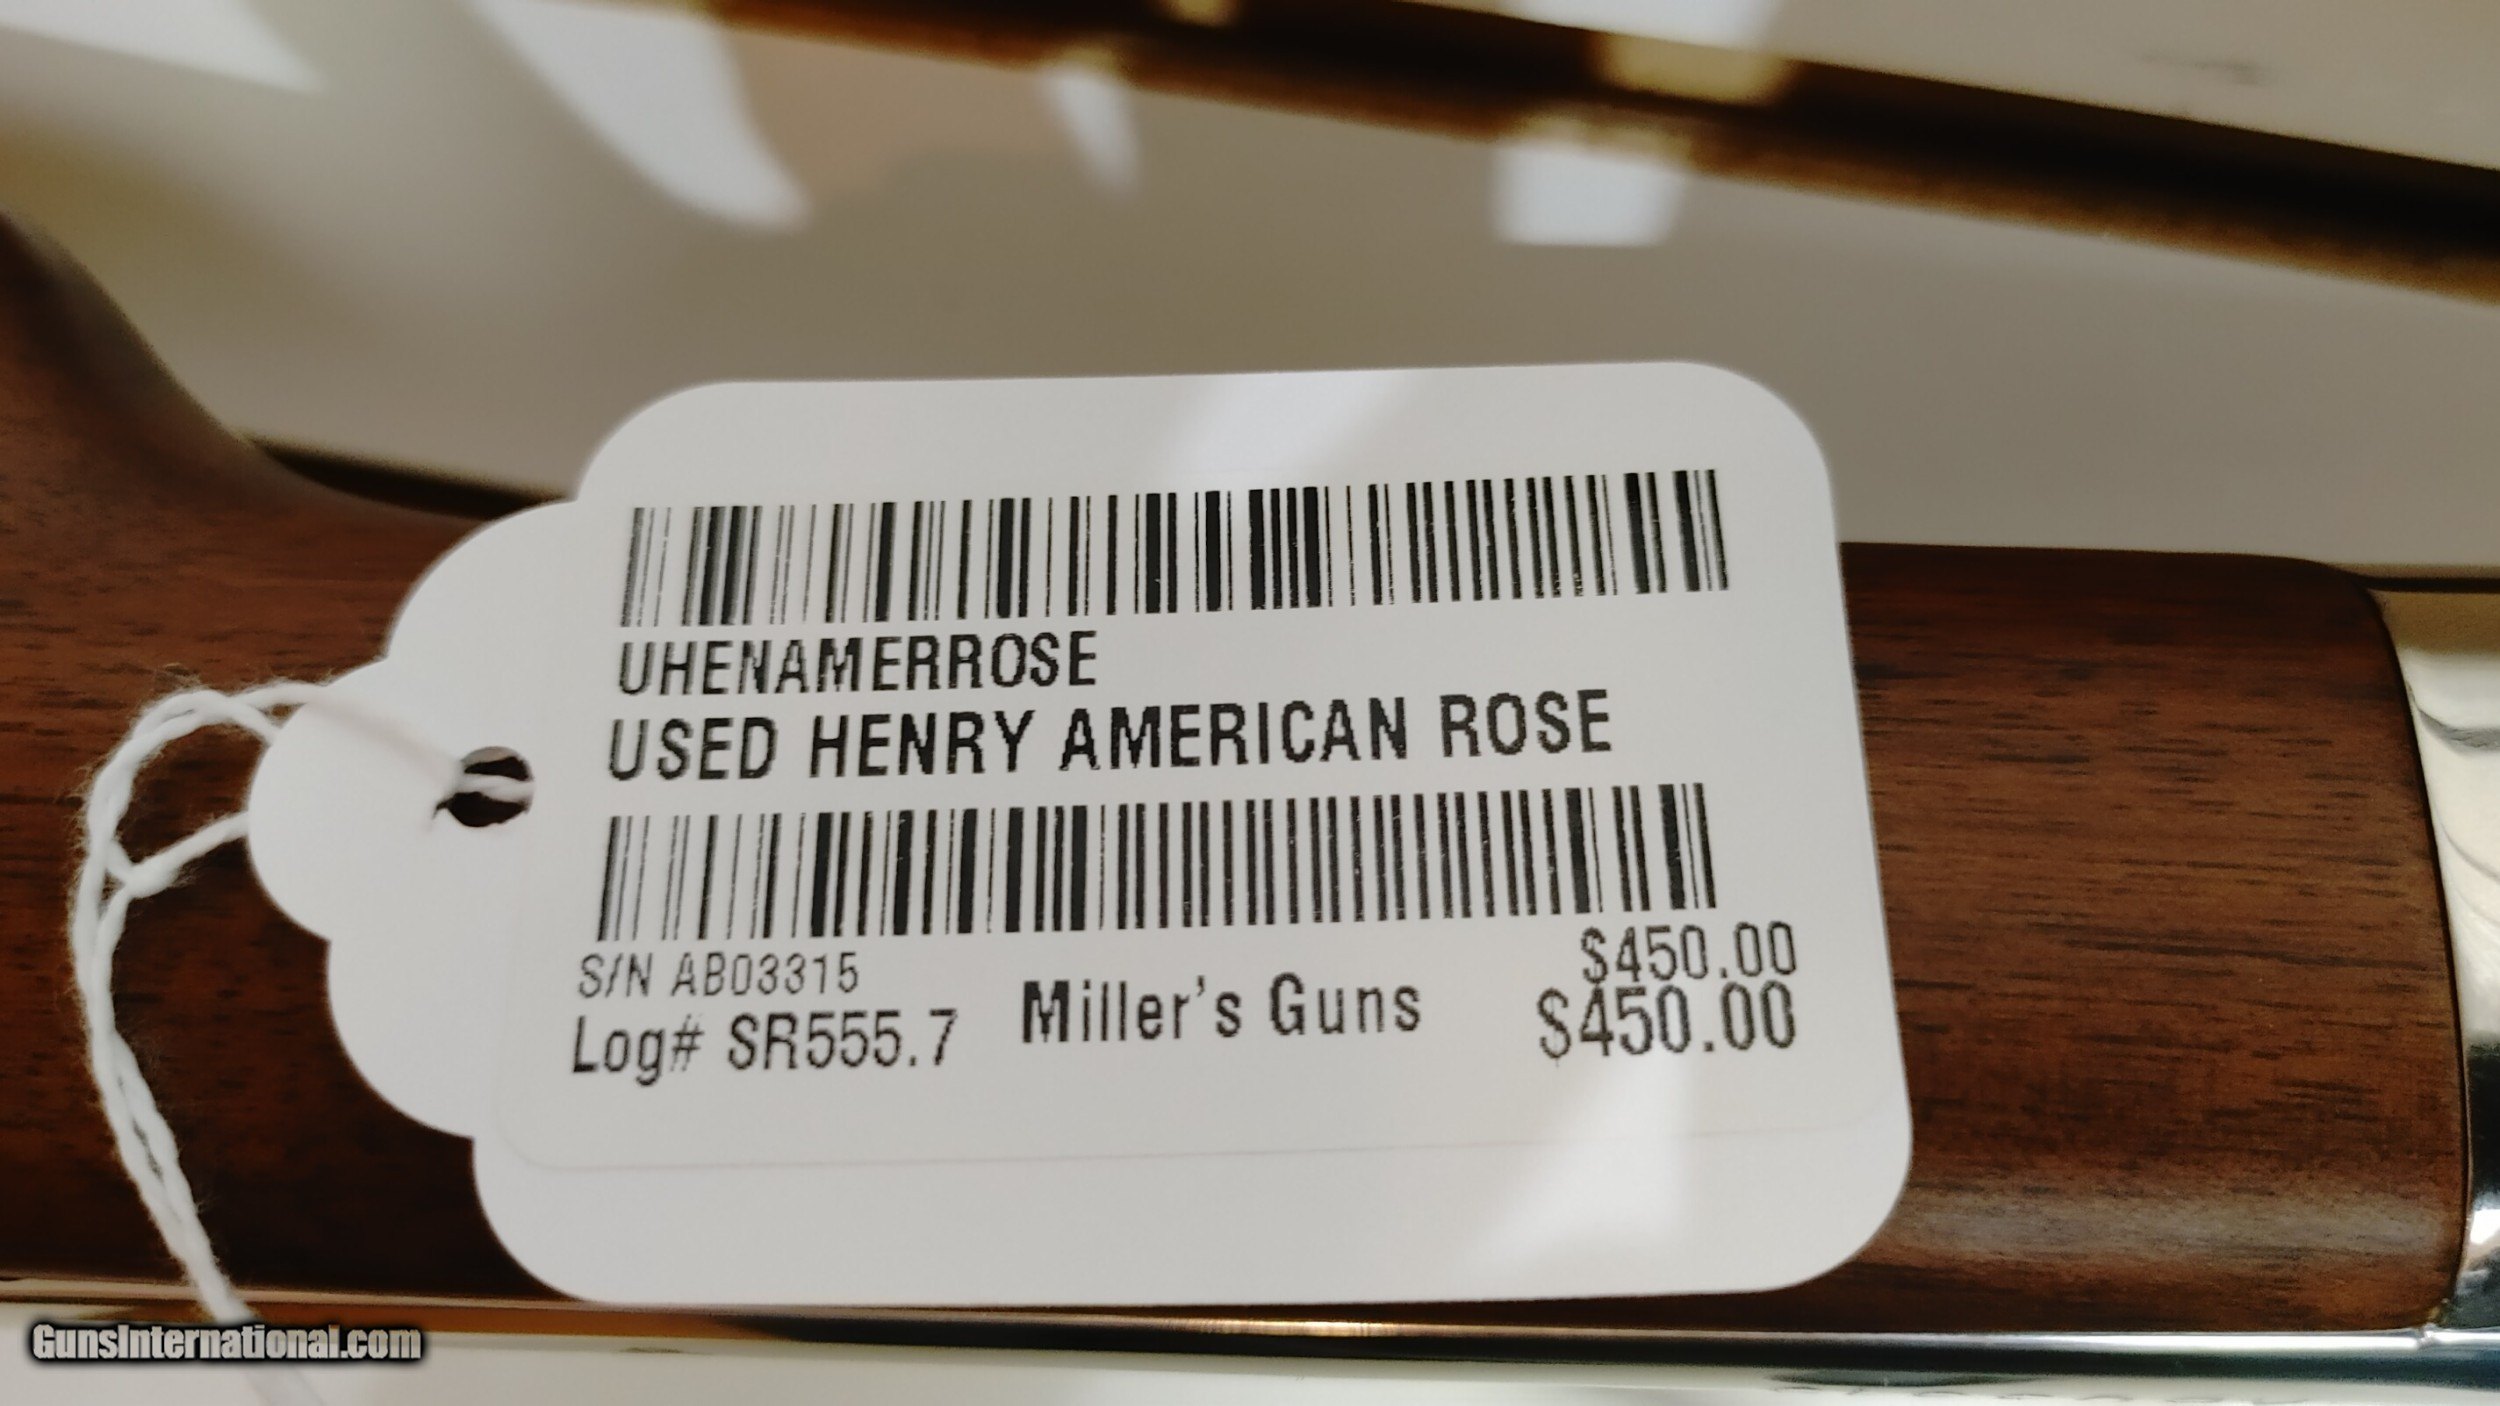 UHENAMERROSE
USED HENRY AMERICAN ROSE
S/N AB03315
Log# SR555.7
Miller's Guns
$450.00
$450.00
GunsInternational.com